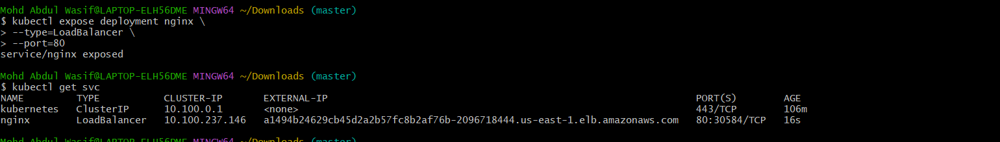 Mohd Abdul Wasif@LAPTOP-ELH56DME MINGW64 ~/Downloads (master)
$ kubectl expose deployment nginx \
> --type=LoadBalancer \
> --port=80
service/nginx exposed
Mohd Abdul Wasif@LAPTOP-ELH56DME MINGW64 ~/Downloads (master)
$ kubectl get svc
NAME TYPE CLUSTER-IP EXTERNAL-IP PORT(S) AGE
kubernetes ClusterIP 10.100.0.1 <none> 443/TCP 106m
nginx LoadBalancer 10.100.237.146 a1494b24629cb45d2a2b57fc8b2af76b-2096718444.us-east-1.elb.amazonaws.com 80:30584/TCP 16s
Mohd Abdul Wasif@LAPTOP-ELH56DME MINGW64 ~/Downloads (master)